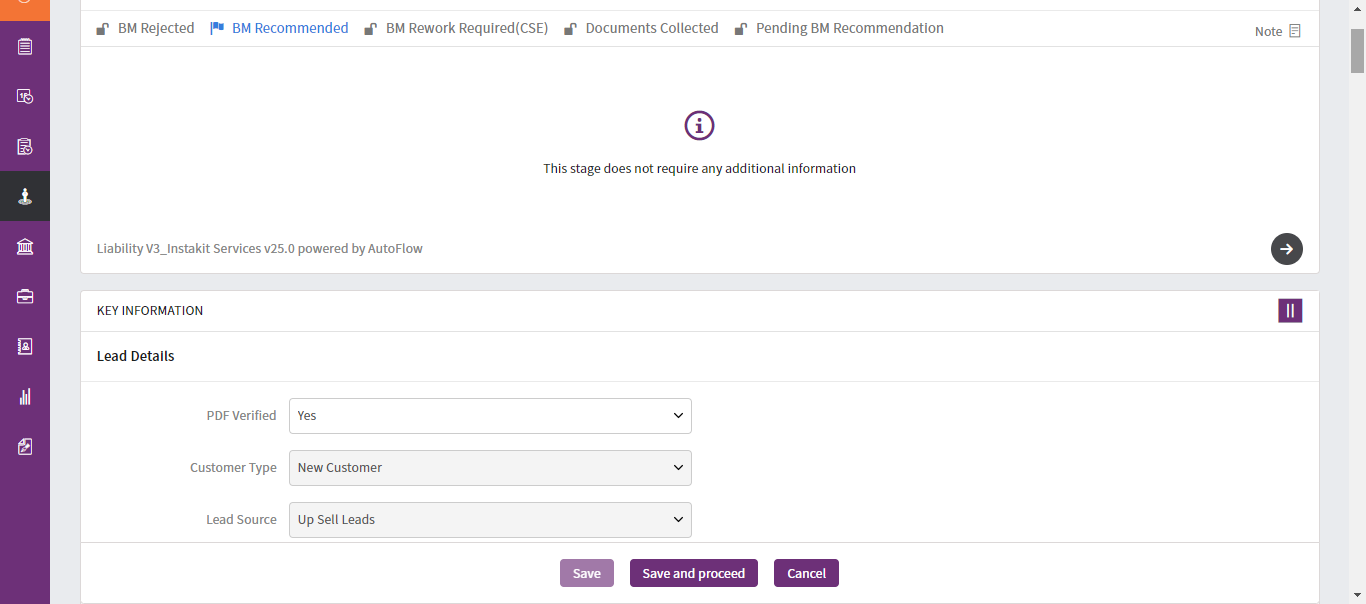 BM Rejected BM Recommended BM Rework Required(CSE) Documents Collected Pending BM Recommendation Note
This stage does not require any additional information
Liability V3_Instakit Services v25.0 powered by AutoFlow
KEY INFORMATION
Lead Details
PDF Verified Yes
Customer Type New Customer
Lead Source Up Sell Leads
Save Save and proceed Cancel